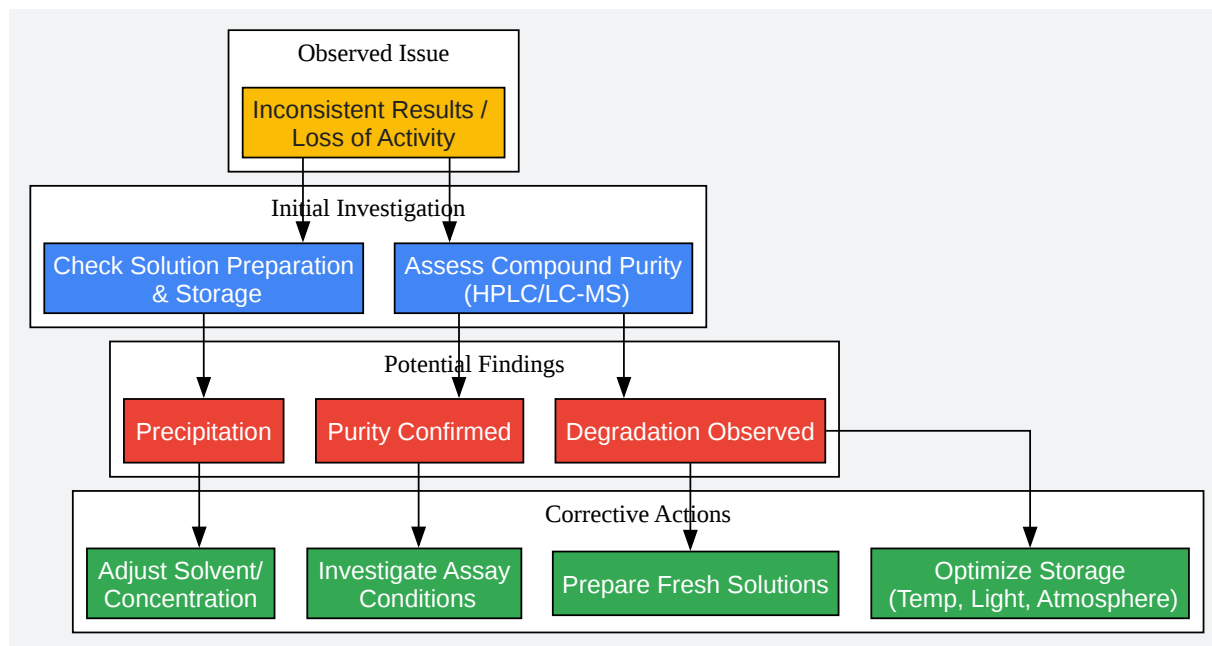 Observed Issue
Inconsistent Results /
Loss of Activity
Initial Investigation
Check Solution Preparation
& Storage
Assess Compound Purity
(HPLC/LC-MS)
Potential Findings
Precipitation
Purity Confirmed
Degradation Observed
Corrective Actions
Adjust Solvent/
Concentration
Investigate Assay
Conditions
Prepare Fresh Solutions
Optimize Storage
(Temp, Light, Atmosphere)